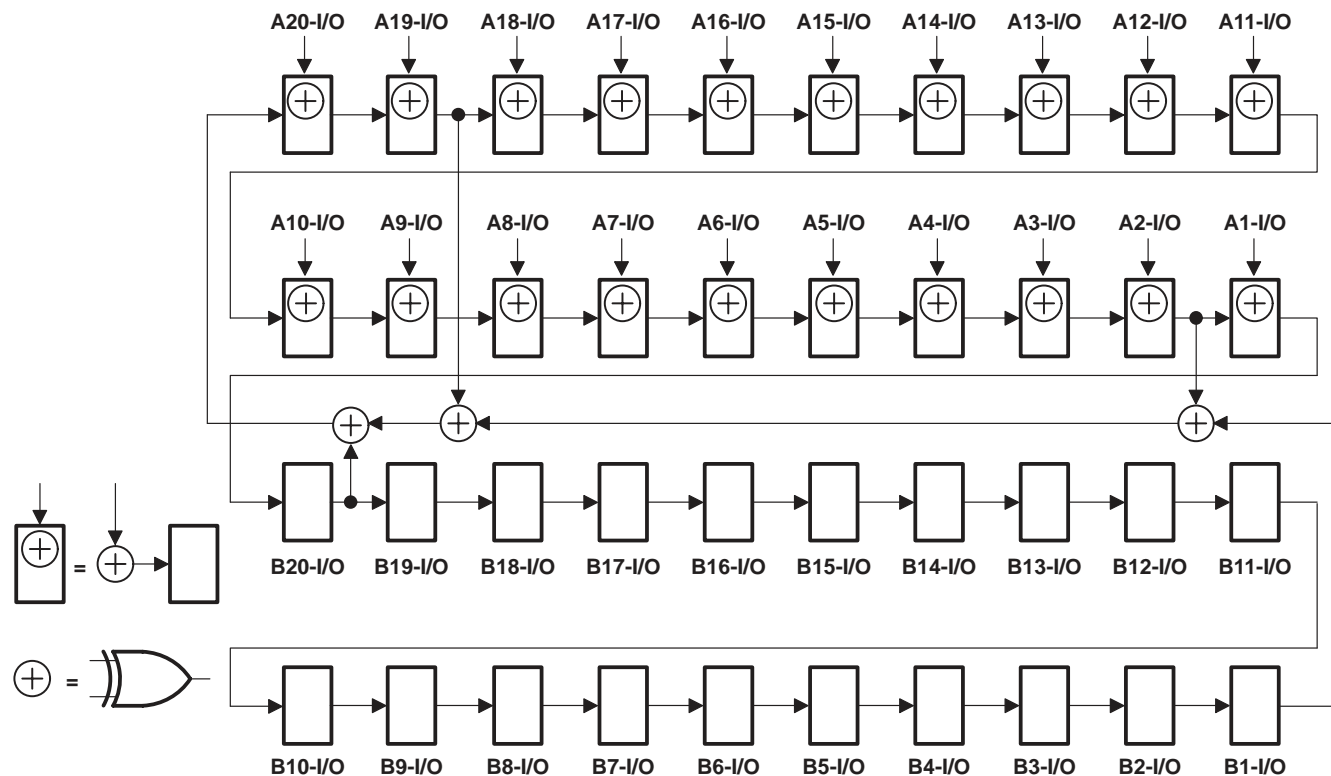 A20-I/O A19-I/O A18-I/O A17-I/O A16-I/O A15-I/O A14-I/O A13-I/O A12-I/O A11-I/O
A10-I/O A9-I/O A8-I/O A7-I/O A6-I/O A5-I/O A4-I/O A3-I/O A2-I/O A1-I/O
=
B20-I/O B19-I/O B18-I/O B17-I/O B16-I/O B15-I/O B14-I/O B13-I/O B12-I/O B11-I/O
=
B10-I/O B9-I/O B8-I/O B7-I/O B6-I/O B5-I/O B4-I/O B3-I/O B2-I/O B1-I/O